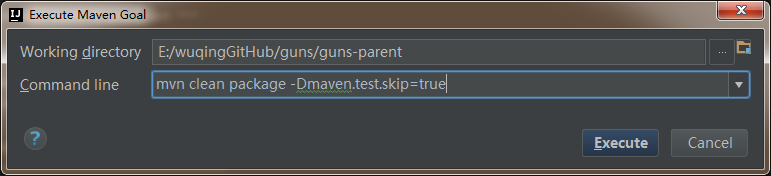 Execute Maven Goal
Working directory E:/wuqingGitHub/guns/guns-parent ...
Command line mvn clean package -Dmaven.test.skip=true
? Execute Cancel